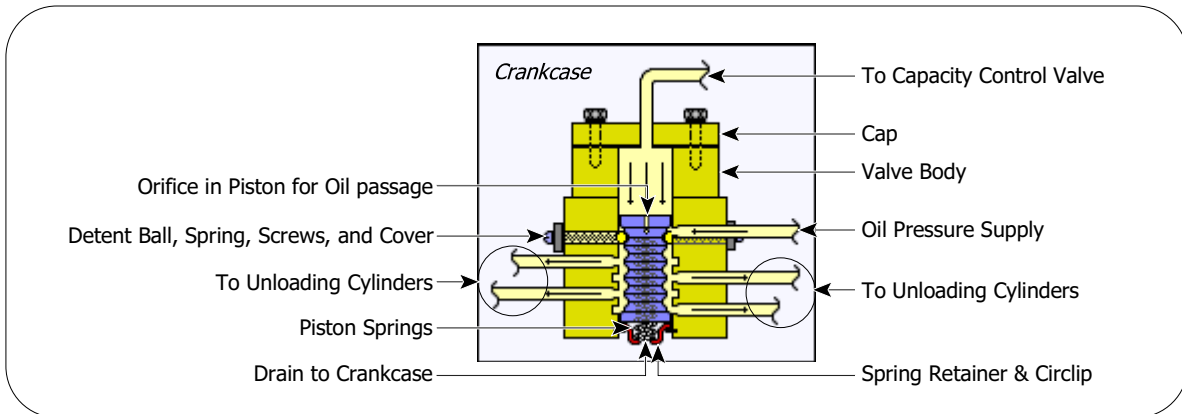 Crankcase
To Capacity Control Valve
Cap
Valve Body
Orifice in Piston for Oil passage
Oil Pressure Supply
Detent Ball, Spring, Screws, and Cover
To Unloading Cylinders
To Unloading Cylinders
Piston Springs
Drain to Crankcase
Spring Retainer & Circlip